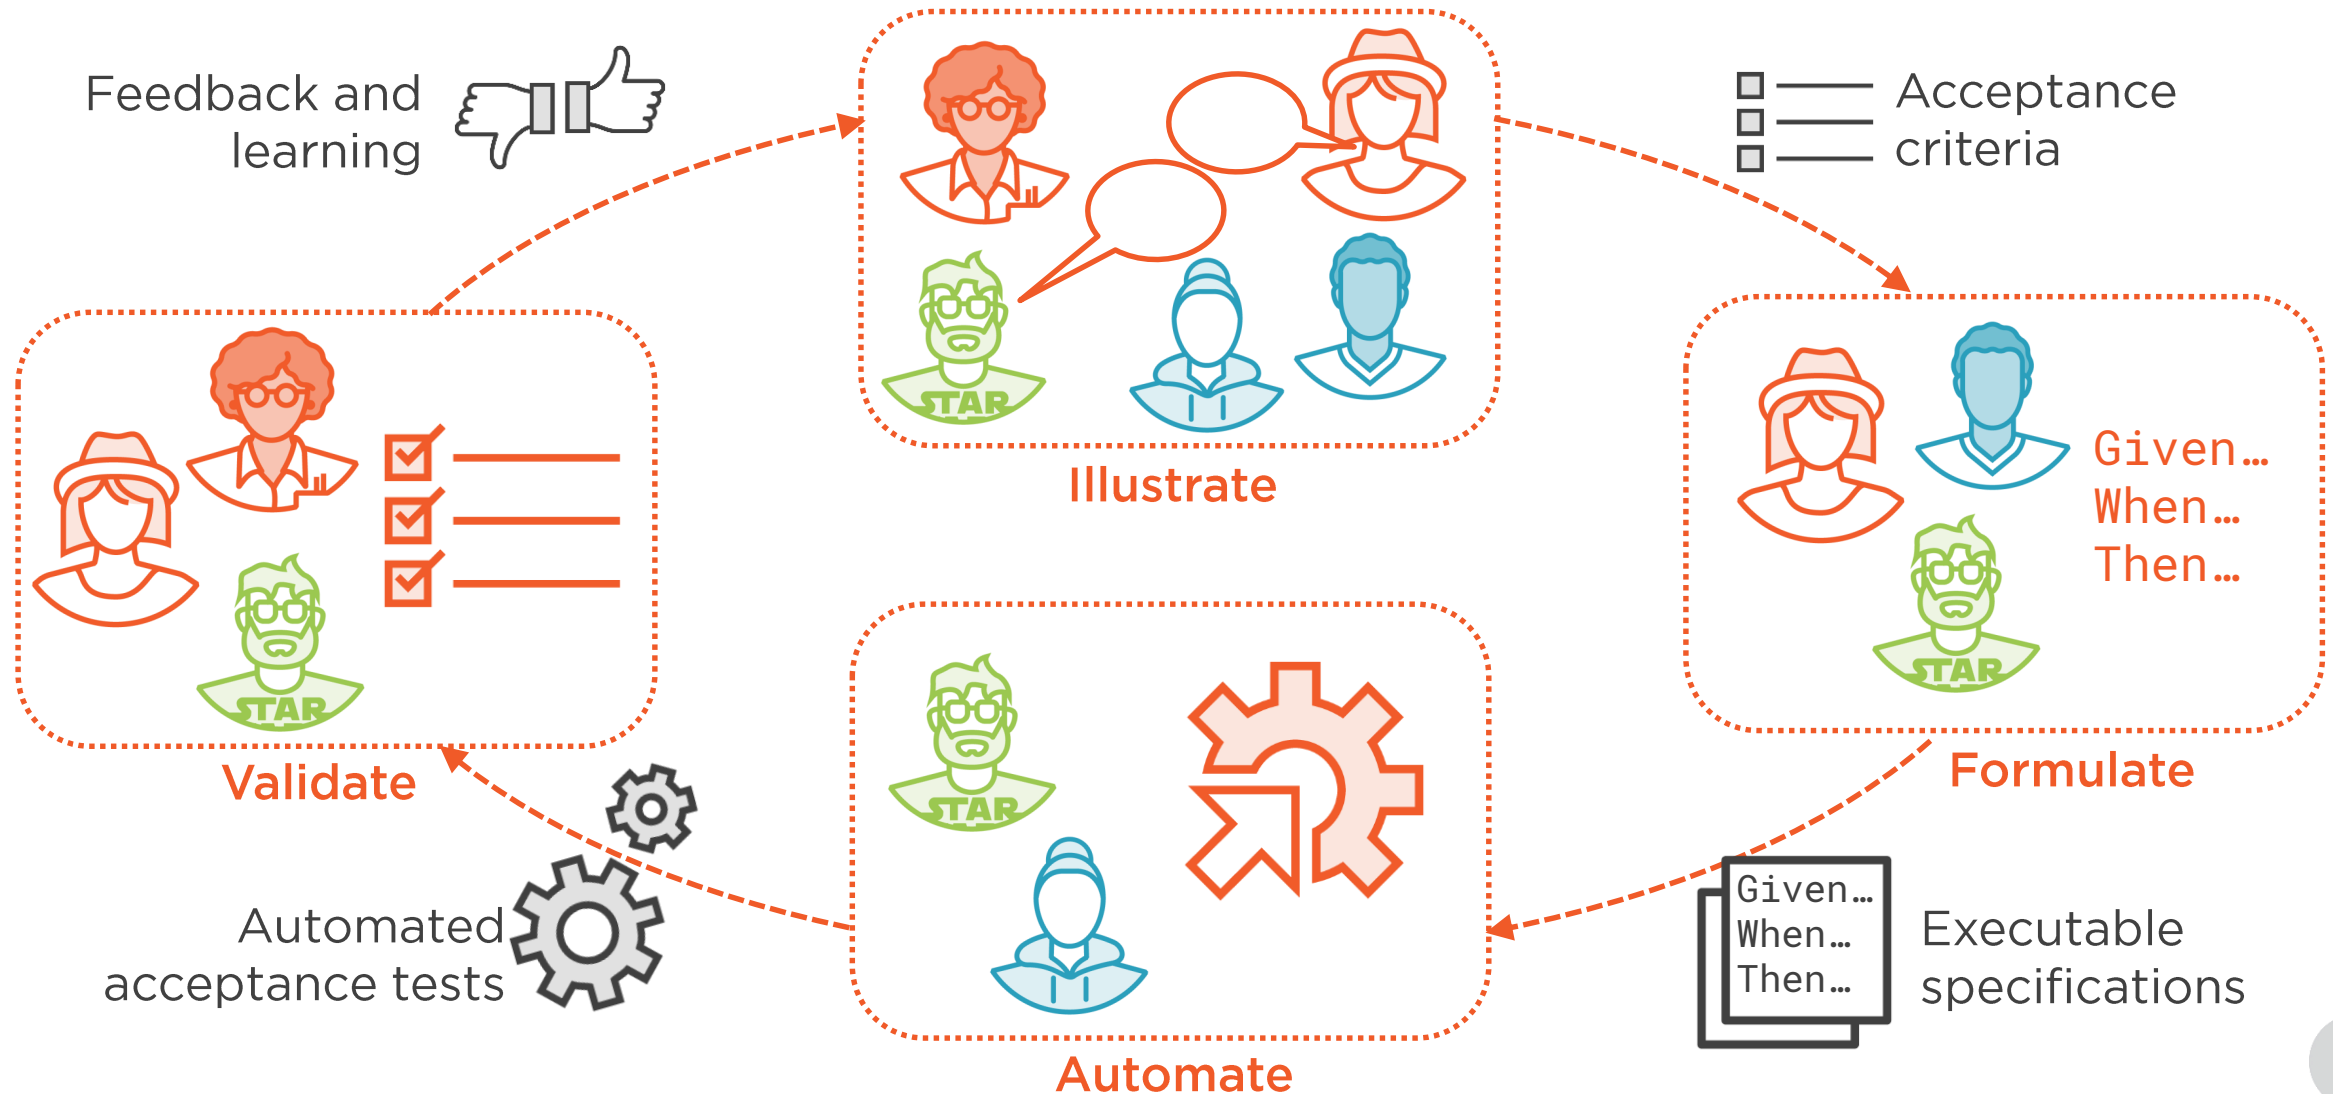 Feedback and
learning
Acceptance
criteria
STAR
Illustrate
Given…
When…
Then…
STAR
Formulate
STAR
Validate
STAR
Automate
Automated
acceptance tests
Given…
When…
Then…
Executable
specifications